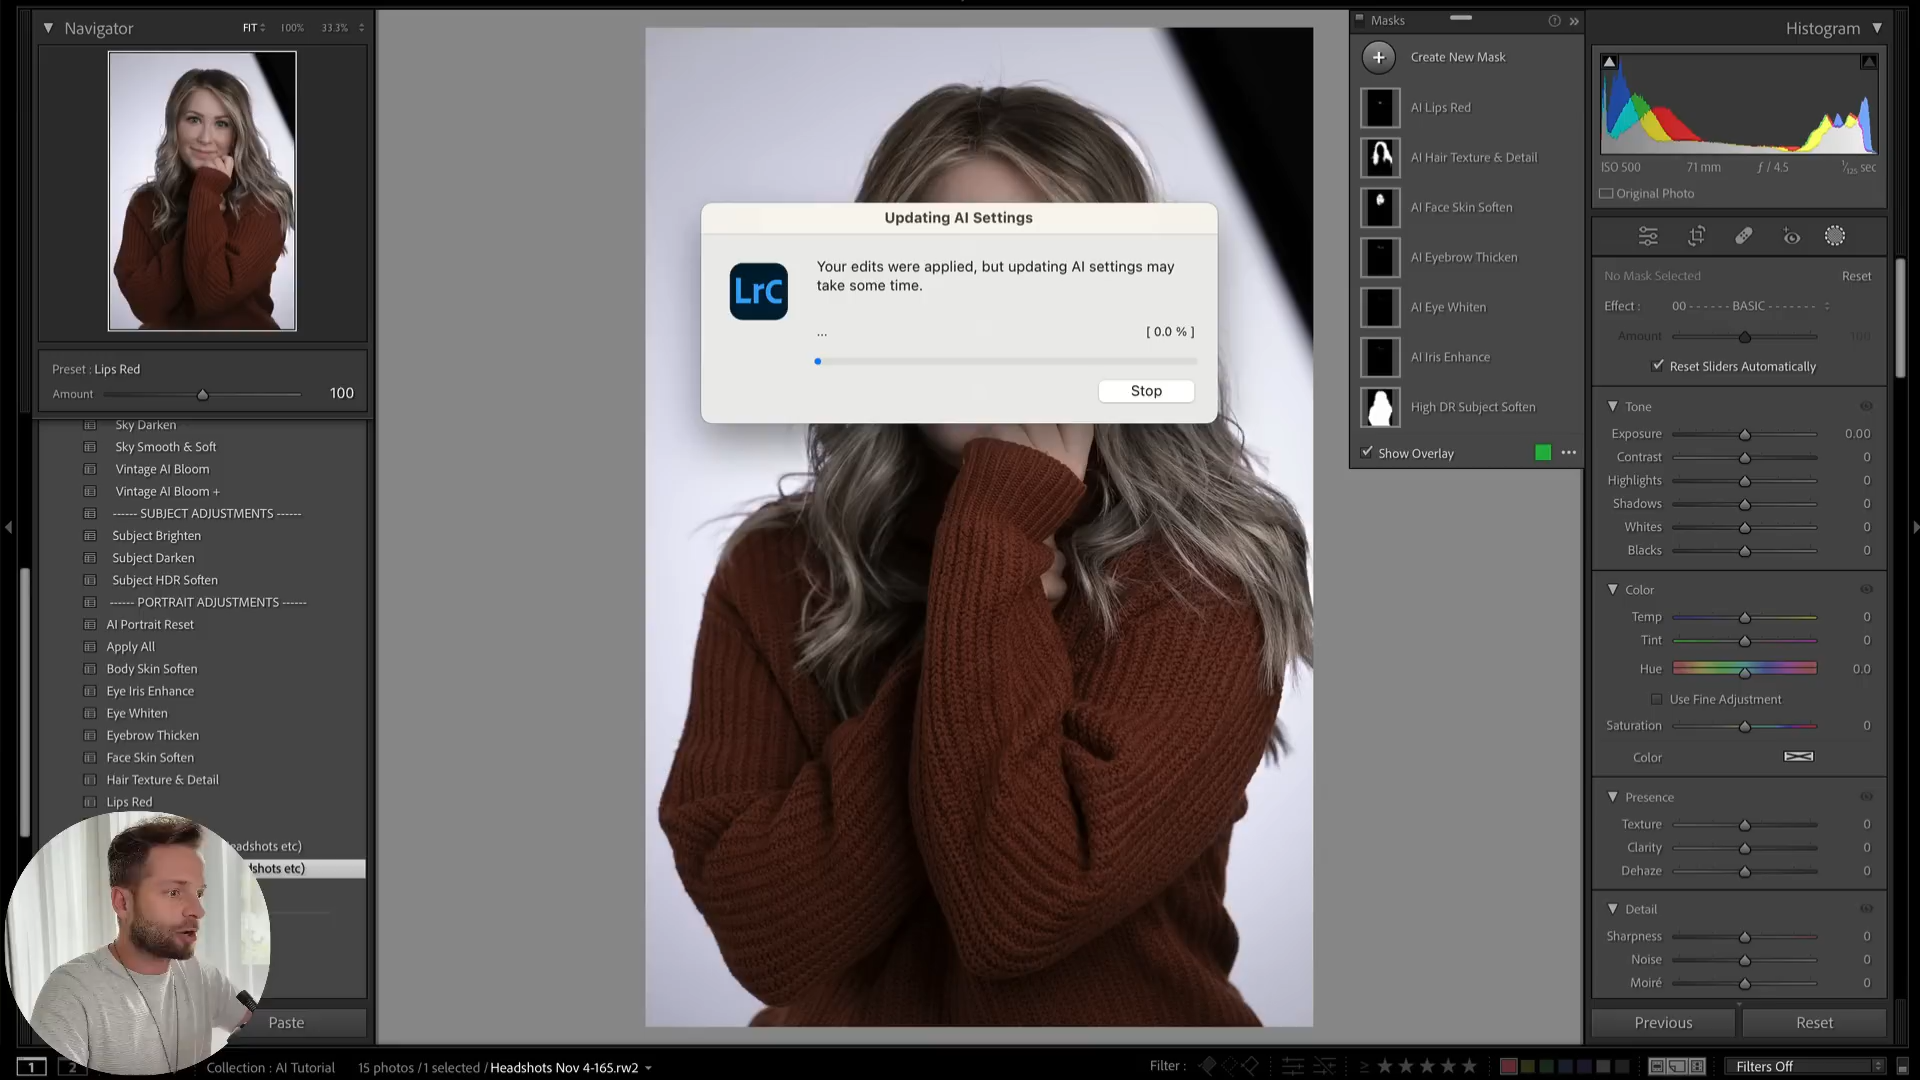 Navigator
FIT
100%
33.3%
Preset : Lips Red
Amount
100
Sky Darken
Sky Smooth & Soft
Vintage AI Bloom
Vintage AI Bloom +
------ SUBJECT ADJUSTMENTS ------
Subject Brighten
Subject Darken
Subject HDR Soften
------ PORTRAIT ADJUSTMENTS ------
AI Portrait Reset
Apply All
Body Skin Soften
Eye Iris Enhance
Eye Whiten
Eyebrow Thicken
Face Skin Soften
Hair Texture & Detail
Lips Red
eadshots etc)
shots etc)
Paste
Updating AI Settings
LrC
Your edits were applied, but updating AI settings may
take some time.
...
[ 0.0 % ]
Stop
Masks
Create New Mask
AI Lips Red
AI Hair Texture & Detail
AI Face Skin Soften
AI Eyebrow Thicken
AI Eye Whiten
AI Iris Enhance
High DR Subject Soften
Show Overlay
Histogram
ISO 500
71 mm
ƒ / 4.5
1/125 sec
Original Photo
No Mask Selected
Reset
Effect :
00 ------ BASIC -------
Amount
100
Reset Sliders Automatically
Tone
Exposure 0.00
Contrast 0
Highlights 0
Shadows 0
Whites 0
Blacks 0
Color
Temp 0
Tint 0
Hue 0.0
Use Fine Adjustment
Saturation 0
Color
Presence
Texture 0
Clarity 0
Dehaze 0
Detail
Sharpness 0
Noise 0
Moiré 0
Previous
Reset
1
2
Collection : AI Tutorial
15 photos / 1 selected / Headshots Nov 4-165.rw2
Filter :
Filters Off